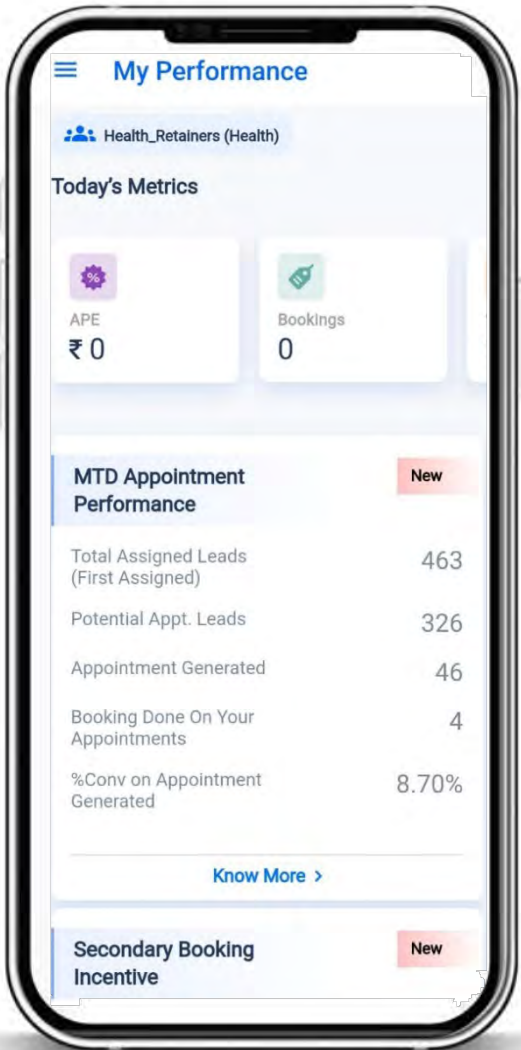 My Performance
Health_Retainers (Health)
Today's Metrics
%
APE
₹ 0
Bookings
0
MTD Appointment
Performance
New
Total Assigned Leads
(First Assigned)
463
Potential Appt. Leads
326
Appointment Generated
46
Booking Done On Your
Appointments
4
%Conv on Appointment
Generated
8.70%
Know More >
Secondary Booking
Incentive
New